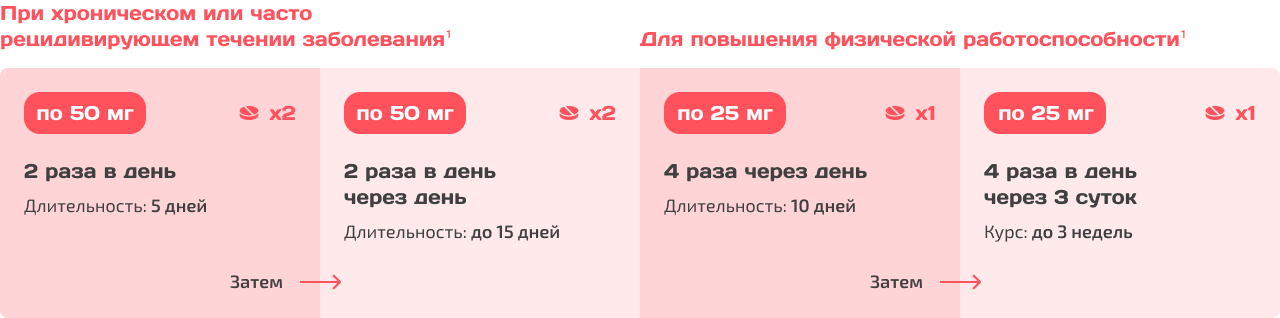 При хроническом или часто
рецидивирующем течении заболевания¹
по 50 мг x2
2 раза в день
Длительность: 5 дней
Затем
по 50 мг x2
2 раза в день
через день
Длительность: до 15 дней
Для повышения физической работоспособности¹
по 25 мг x1
4 раза через день
Длительность: 10 дней
Затем
по 25 мг x1
4 раза в день
через 3 суток
Курс: до 3 недель